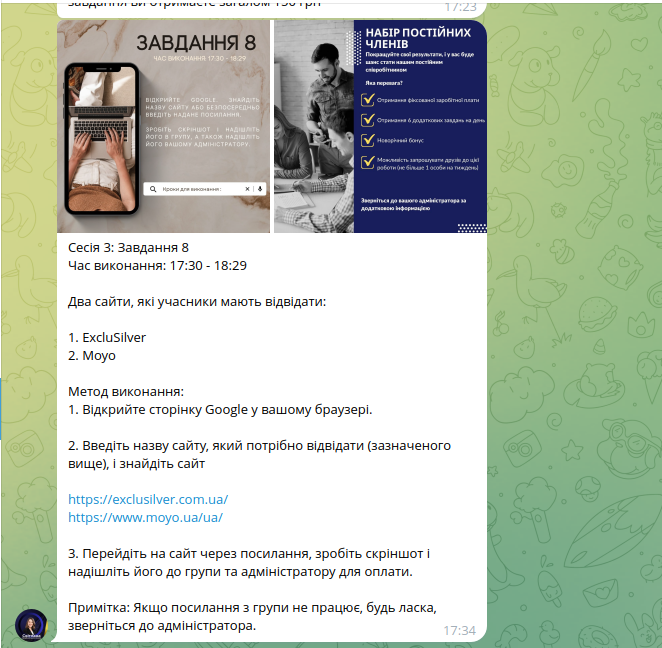 завдання ви отримаєте загалом 150 грн
17:23
ЗАВДАННЯ 8
ЧАС ВИКОНАННЯ 17:30 - 18:29
ВІДКРИЙТЕ GOOGLE ЗНАЙДІТЬ
НАЗВУ САЙТУ АБО БЕЗПОСЕРЕДНЬО
ВВЕДІТЬ НАДАНЕ ПОСИЛАННЯ.
ЗРОБІТЬ СКРІНШОТ І НАДІШЛІТЬ
ЙОГО В ГРУПУ, А ТАКОЖ НАДІШЛІТЬ
ЙОГО ВАШОМУ АДМІНІСТРАТОРУ.
Кроки для виконання:
НАБІР ПОСТІЙНИХ
ЧЛЕНІВ
Покращуйте свої результати, і у вас буде
шанс стати нашим постійним
співробітником
Яка перевага?
Отримання фіксованої заробітної плати
Отримання 6 додаткових завдань на день
Новорічний бонус
Можливість запрошувати друзів до цієї
роботи (не більше 1 особи на тиждень)
Зверніться до вашого адміністратора за
додатковою інформацією
Сесія 3: Завдання 8
Час виконання: 17:30 - 18:29
Два сайти, які учасники мають відвідати:
1. ExcluSilver
2. Moyo
Метод виконання:
1. Відкрийте сторінку Google у вашому браузері.
2. Введіть назву сайту, який потрібно відвідати (зазначеного
вище), і знайдіть сайт
https://exclusilver.com.ua/
https://www.moyo.ua/ua/
3. Перейдіть на сайт через посилання, зробіть скріншот і
надішліть його до групи та адміністратору для оплати.
Примітка: Якщо посилання з групи не працює, будь ласка,
зверніться до адміністратора.
17:34